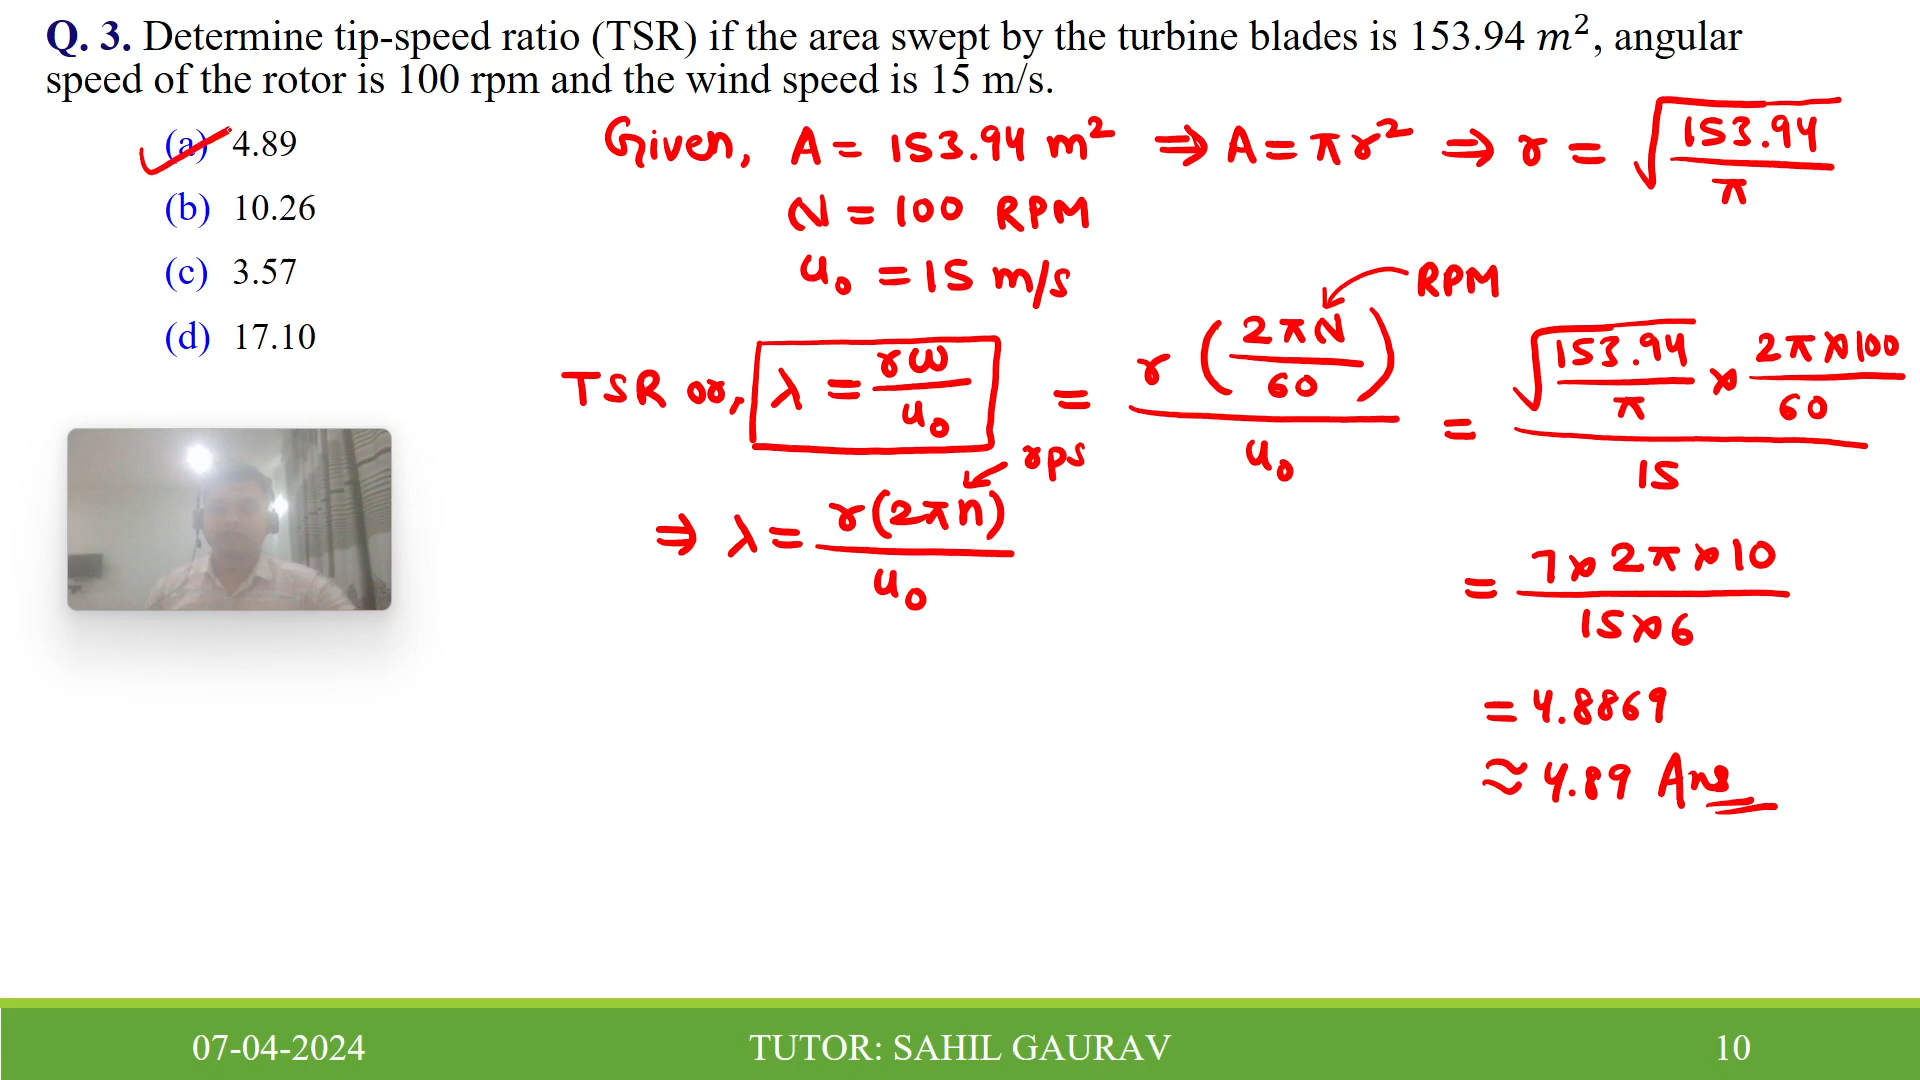 Q. 3. Determine tip-speed ratio (TSR) if the area swept by the turbine blades is 153.94 m², angular
speed of the rotor is 100 rpm and the wind speed is 15 m/s.
(a) 4.89
(b) 10.26
(c) 3.57
(d) 17.10
Given, A = 153.94 m² ⇒ A = πr² ⇒ r = √(153.94/π)
N = 100 RPM
u₀ = 15 m/s
TSR or, λ = rω/u₀ = r(2πN/60)/u₀ = (√(153.94/π) × 2π×100/60)/15
RPM
rps
⇒ λ = r(2πn)/u₀
= 7×2π×10/15×6
= 4.8869
≈ 4.89 Ans
07-04-2024
TUTOR: SAHIL GAURAV
10